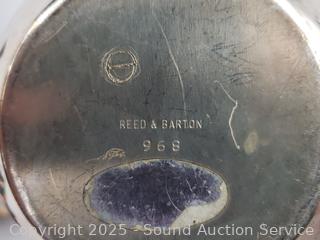 REED & BARTON
968
Copyright © 2025 - Sound Auction Service